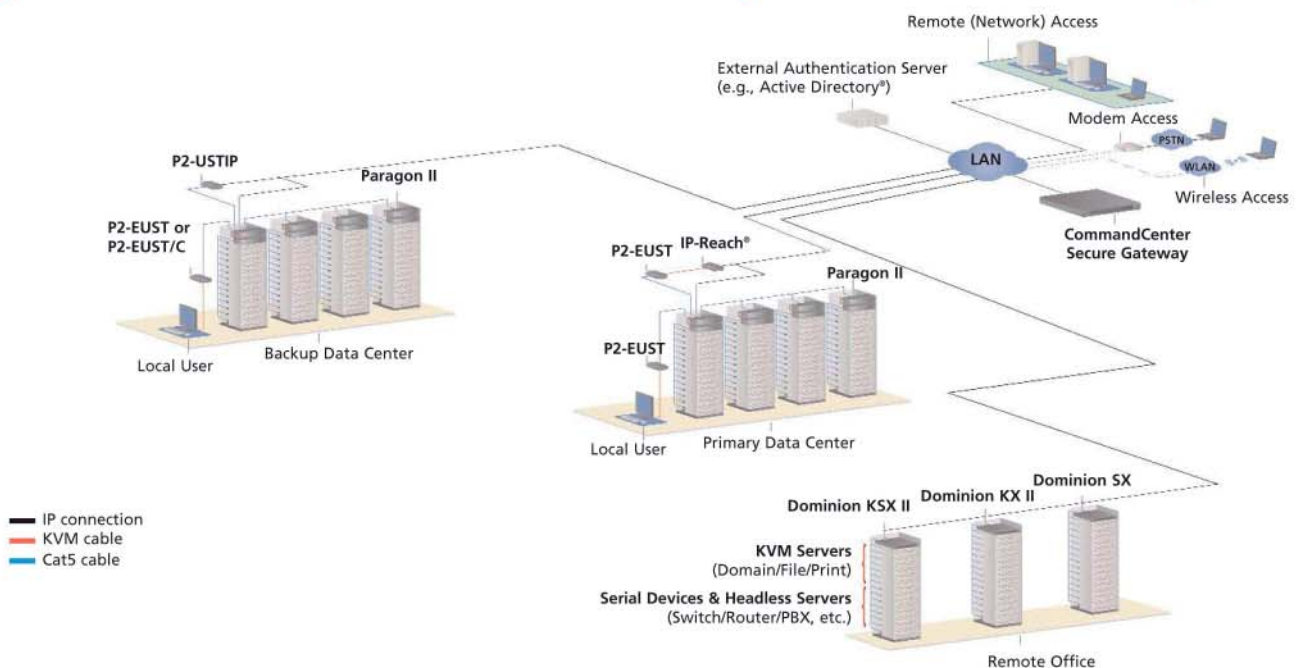 Remote (Network) Access
External Authentication Server
(e.g., Active Directory®)
Modem Access
PSTN
LAN
WLAN
Wireless Access
CommandCenter
Secure Gateway
P2-USTIP
Paragon II
P2-EUST or
P2-EUST/C
Local User
Backup Data Center
P2-EUST
IP-Reach®
Paragon II
P2-EUST
Local User
Primary Data Center
IP connection
KVM cable
Cat5 cable
Dominion KSX II
Dominion KX II
Dominion SX
KVM Servers
(Domain/File/Print)
Serial Devices & Headless Servers
(Switch/Router/PBX, etc.)
Remote Office